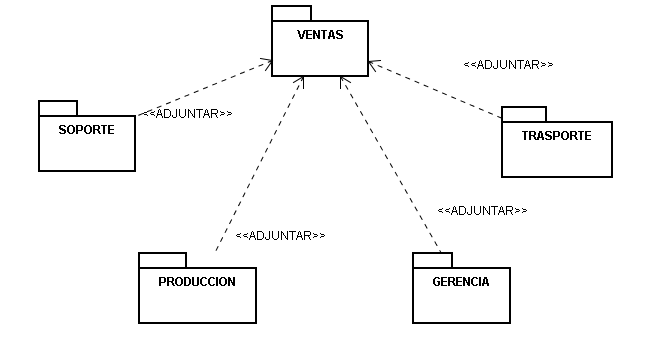 VENTAS
<<ADJUNTAR>>
<<ADJUNTAR>>
SOPORTE
TRASPORTE
<<ADJUNTAR>>
<<ADJUNTAR>>
PRODUCCION
GERENCIA